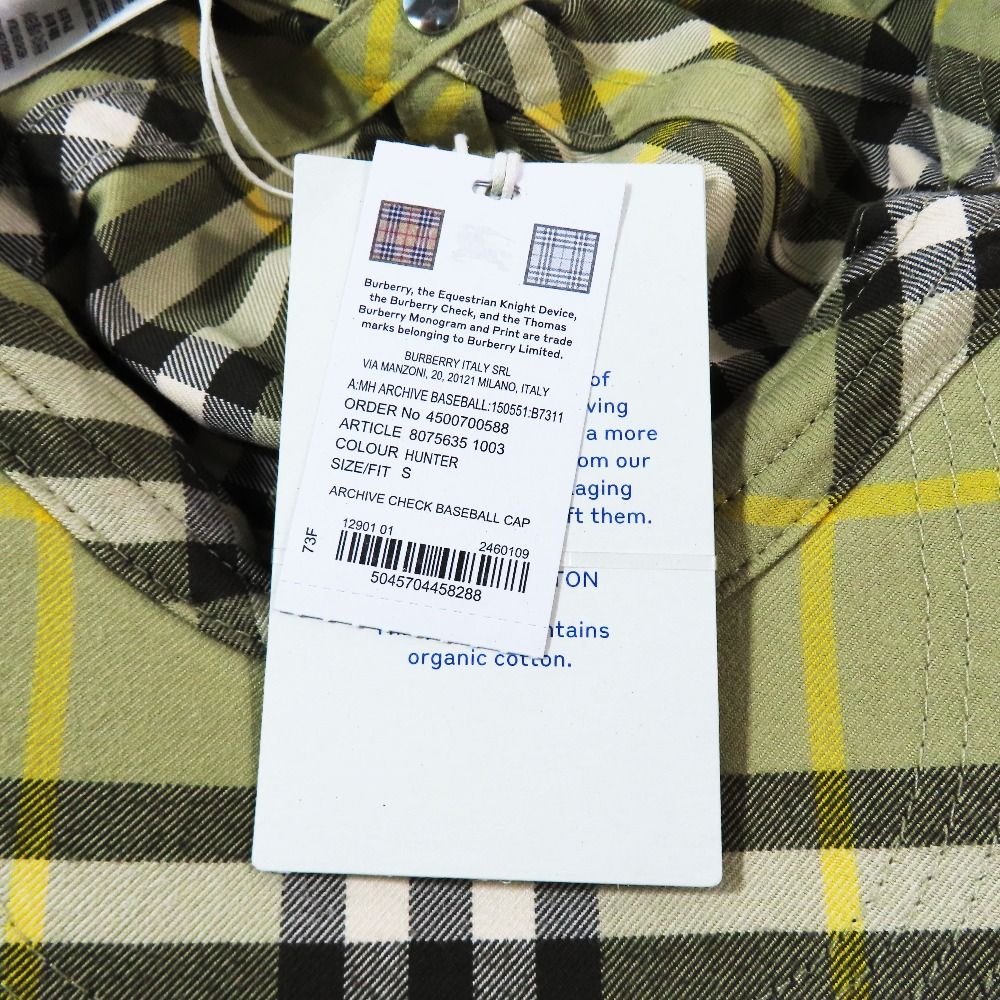 Burberry, the Equestrian Knight Device,
the Burberry Check, and the Thomas
Burberry Monogram and Print are trade
marks belonging to Burberry Limited.
BURBERRY ITALY SRL
VIA MANZONI, 20, 20121 MILANO, ITALY
A:MH ARCHIVE BASEBALL:150551:B7311
ORDER No 4500700588
ARTICLE 8075635 1003
COLOUR HUNTER
SIZE/FIT S
ARCHIVE CHECK BASEBALL CAP
73F
12901 01 2460109
5045704458288
of
ving
a more
om our
aging
ft them.
TON
ntains
organic cotton.